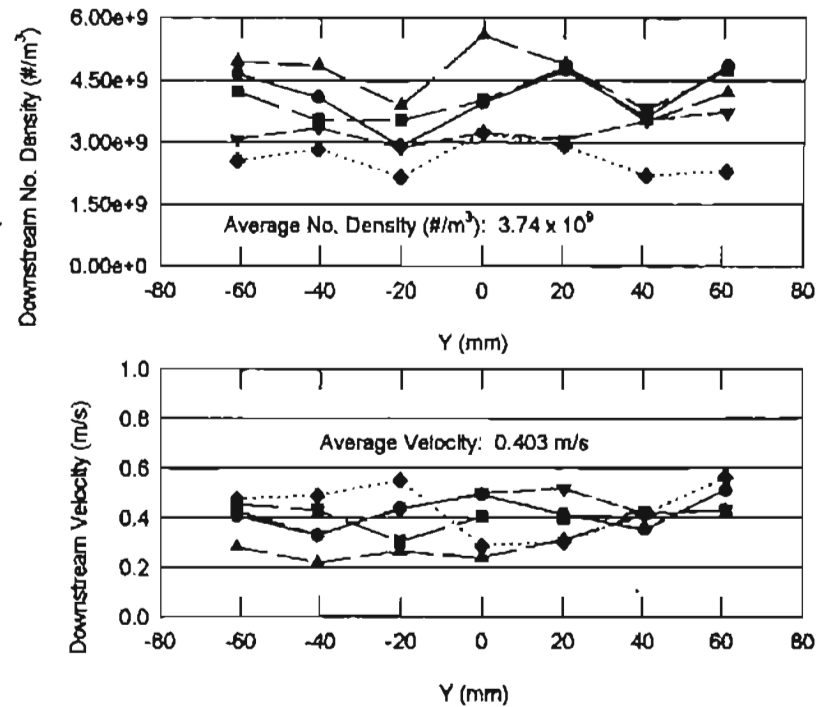 Downstream No. Density (#/m³)
6.00e+9
4.50e+9
3.00e+9
1.50e+9
0.00e+0
Average No. Density (#/m³): 3.74 x 10⁹
-80 -60 -40 -20 0 20 40 60 80
Y (mm)
Downstream Velocity (m/s)
1.0
0.8
0.6
0.4
0.2
0.0
Average Velocity: 0.403 m/s
-80 -60 -40 -20 0 20 40 60 80
Y (mm)